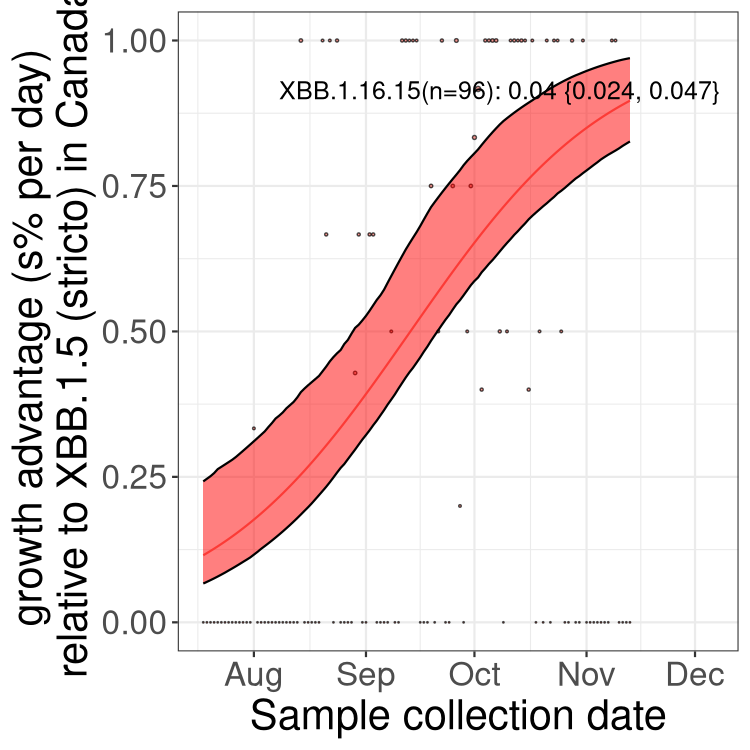 growth advantage (s% per day)
relative to XBB.1.5 (stricto) in Canada
1.00
0.75
0.50
0.25
0.00
XBB.1.16.15(n=96): 0.04 {0.024, 0.047}
Aug Sep Oct Nov Dec
Sample collection date